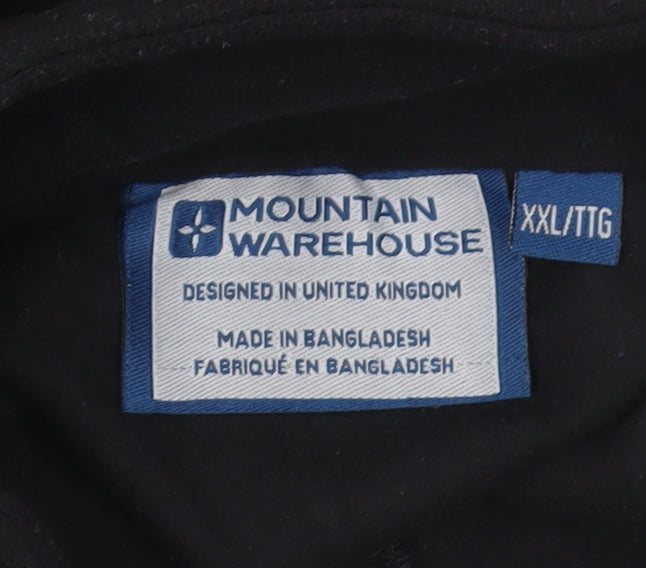 MOUNTAIN
WAREHOUSE
DESIGNED IN UNITED KINGDOM
MADE IN BANGLADESH
FABRIQUÉ EN BANGLADESH
XXL/TTG